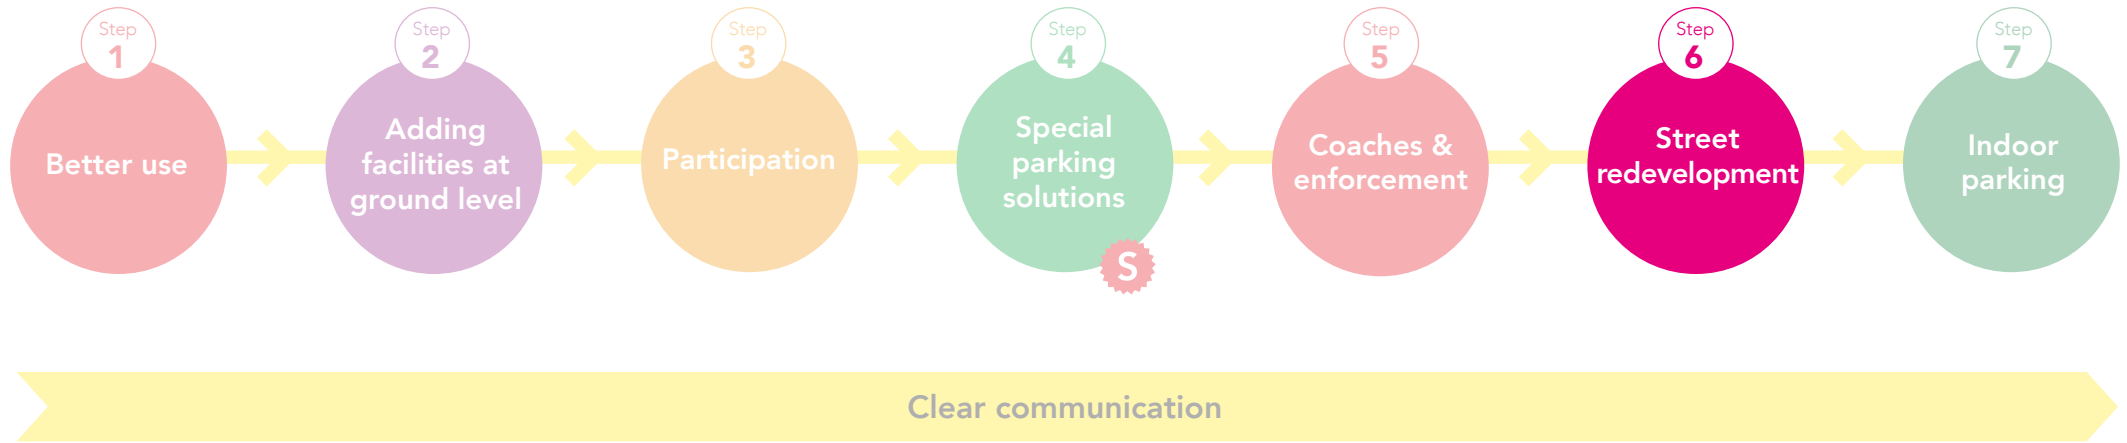 Step
1
Better use
Step
2
Adding
facilities at
ground level
Step
3
Participation
Step
4
Special
parking
solutions
S
Step
5
Coaches &
enforcement
Step
6
Street
redevelopment
Step
7
Indoor
parking
Clear communication